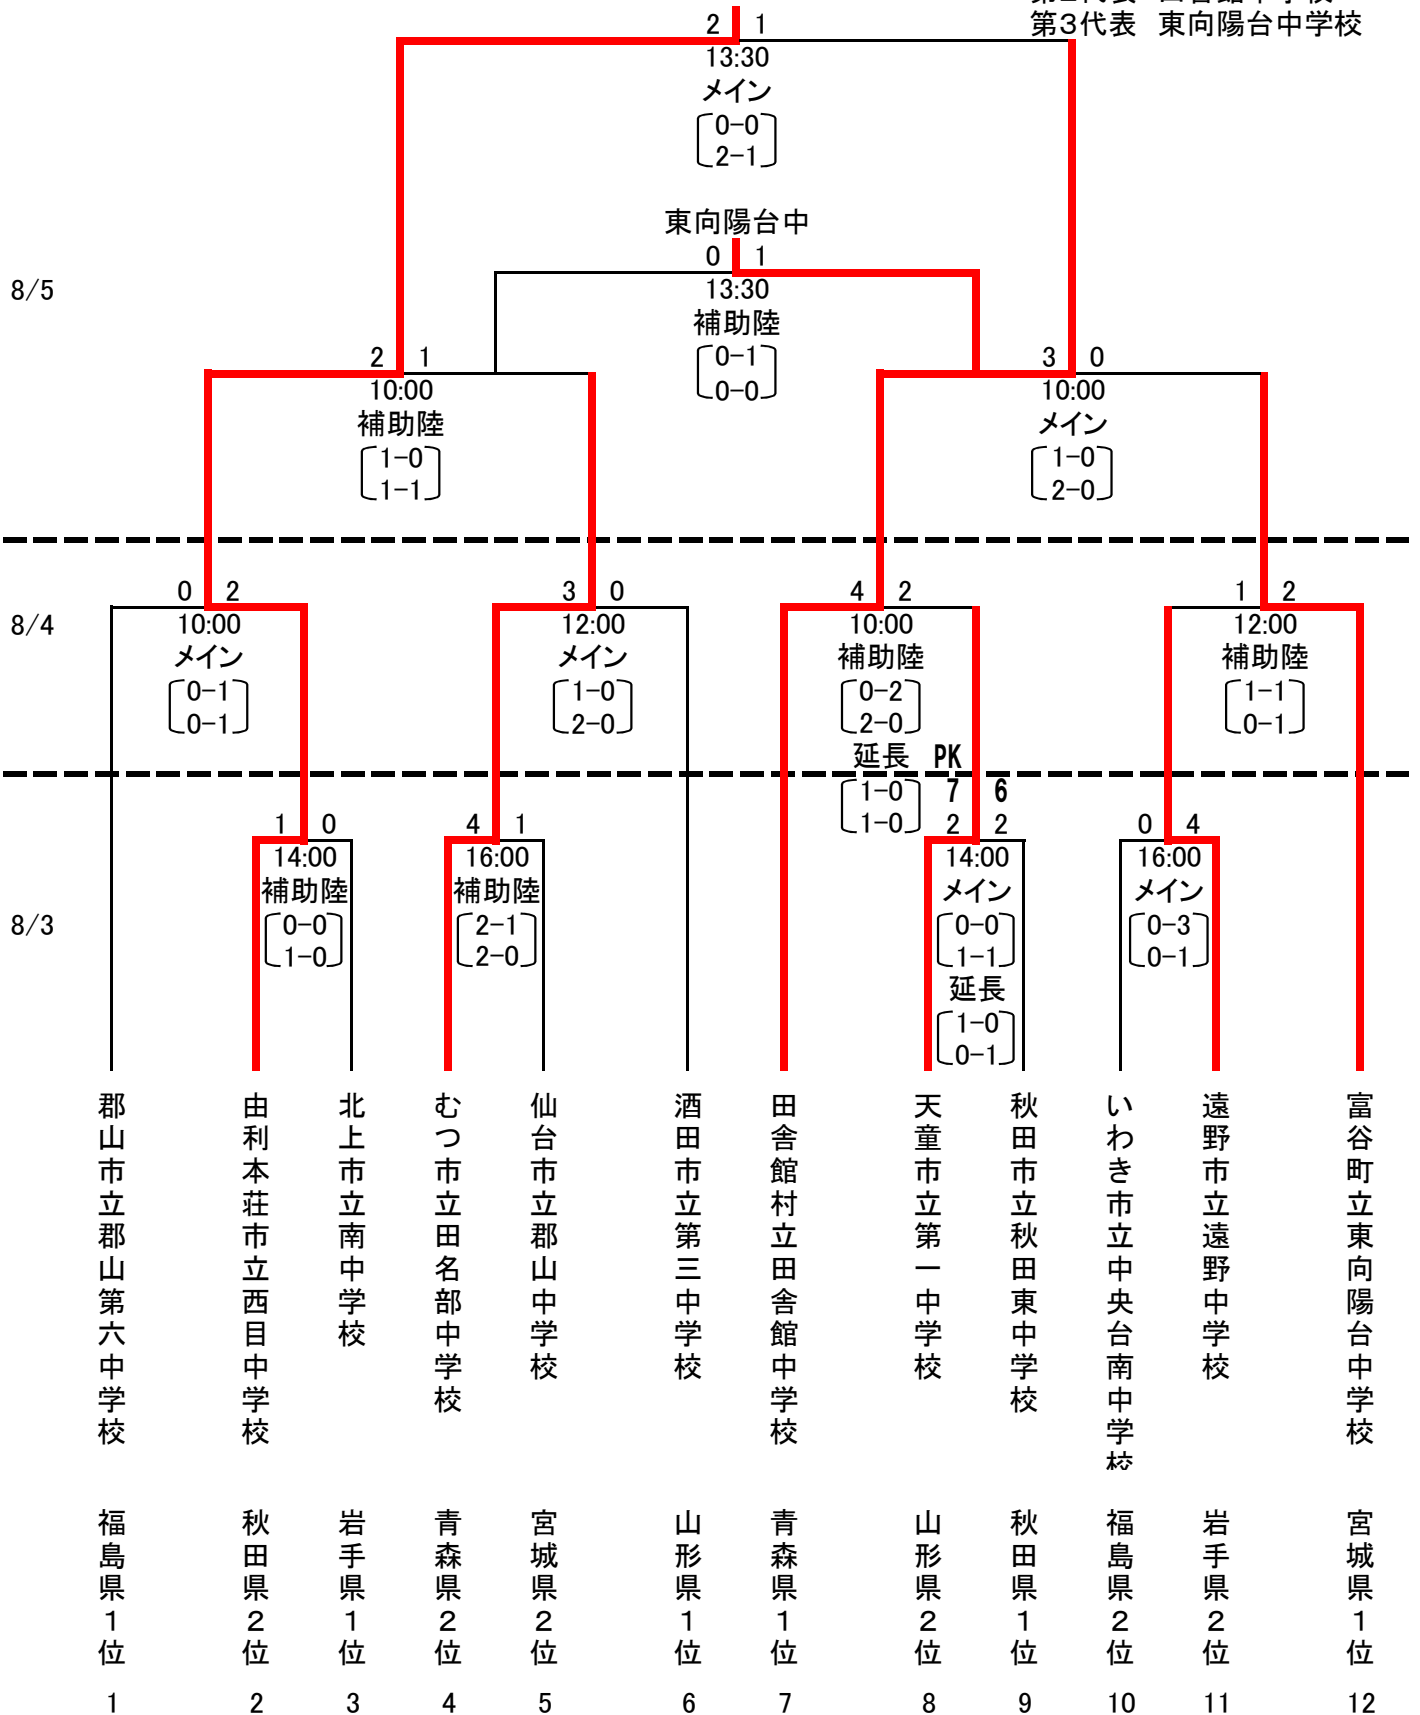 第3代表 東向陽台中学校
2 1
13:30
メイン
0-0
2-1
東向陽台中
0 1
13:30
補助陸
0-1
0-0
8/5
2 1
10:00
補助陸
1-0
1-1
3 0
10:00
メイン
1-0
2-0
8/4
0 2
10:00
メイン
0-1
0-1
3 0
12:00
メイン
1-0
2-0
4 2
10:00
補助陸
0-2
2-0
延長
1-0
1-0
1 2
12:00
補助陸
1-1
0-1
8/3
1 0
14:00
補助陸
0-0
1-0
4 1
16:00
補助陸
2-1
2-0
PK
7 6
2 2
14:00
メイン
0-0
1-1
延長
1-0
0-1
0 4
16:00
メイン
0-3
0-1
郡山市立郡山第六中学校
由利本荘市立西目中学校
北上市立南中学校
むつ市立田名部中学校
仙台市立郡山中学校
酒田市立第三中学校
田舎館村立田舎館中学校
天童市立第一中学校
秋田市立秋田東中学校
いわき市立中央台南中学校
遠野市立遠野中学校
富谷町立東向陽台中学校
福島県1位
秋田県2位
岩手県1位
青森県2位
宮城県2位
山形県1位
青森県1位
山形県2位
秋田県1位
福島県2位
岩手県2位
宮城県1位
1 2 3 4 5 6 7 8 9 10 11 12